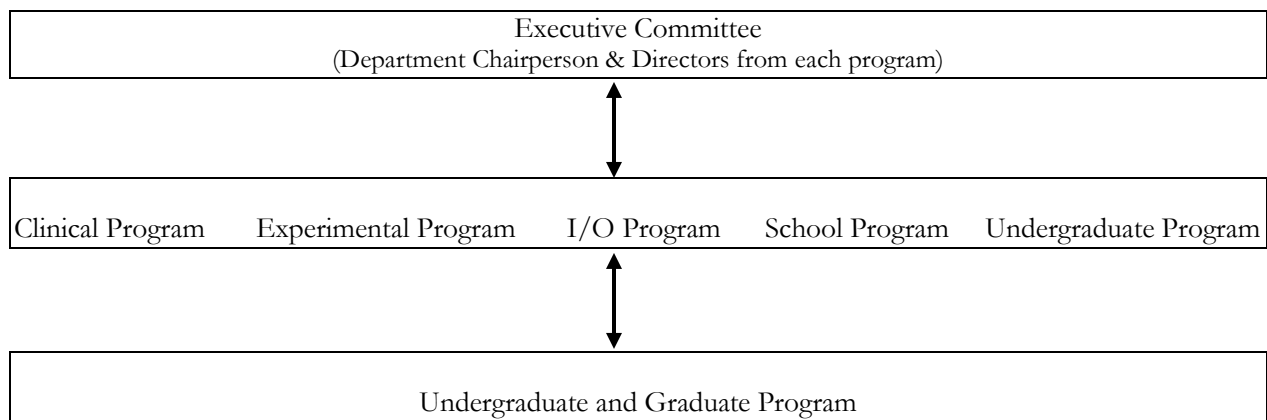 Executive Committee
(Department Chairperson & Directors from each program)
Clinical Program Experimental Program I/O Program School Program Undergraduate Program
Undergraduate and Graduate Program